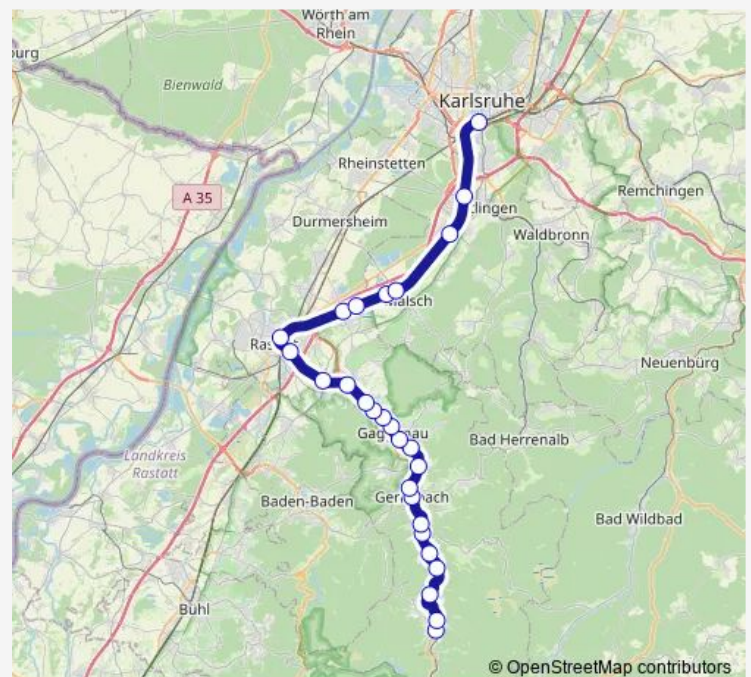 Wörth am
Rhein
Karlsruhe
Bienwald
Rheinstetten
A 35
Remchingen
Durmersheim
Waldbronn
Neuenbürg
Landkreis
Rastatt
Bad Herrenalb
Baden-Baden
Bad Wildbad
Bühl
© OpenStreetMap contributors